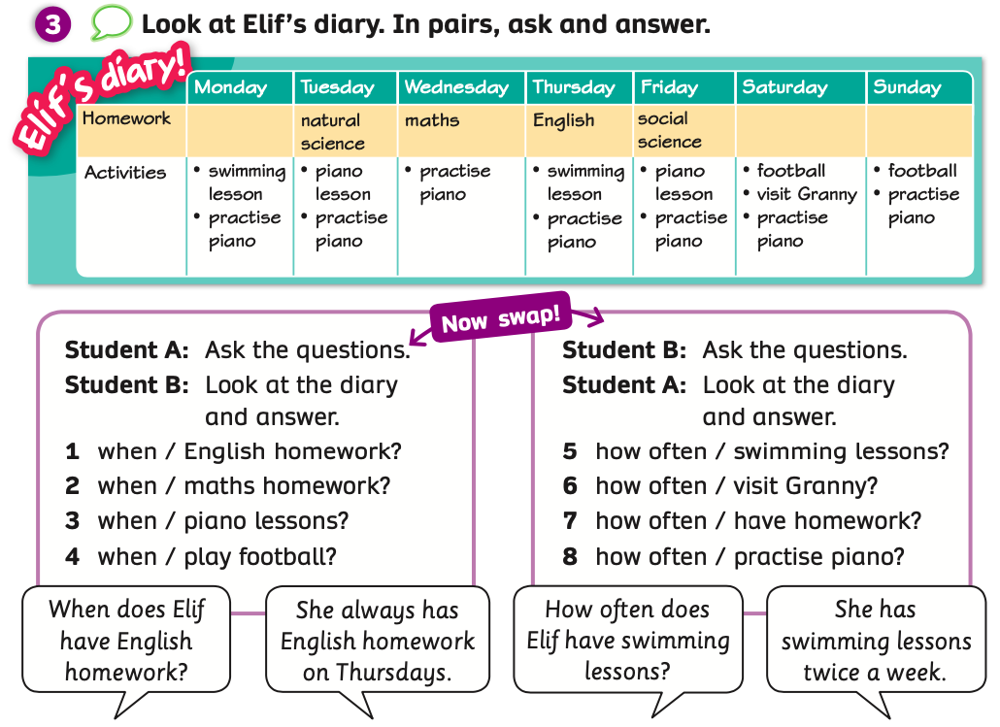 3 Look at Elif's diary. In pairs, ask and answer.
Elif's diary!
Monday Tuesday Wednesday Thursday Friday Saturday Sunday
Homework natural science maths English social science
Activities
• swimming lesson
• practise piano
• piano lesson
• practise piano
• practise piano
• swimming lesson
• practise piano
• piano lesson
• practise piano
• football
• visit Granny
• practise piano
• football
• practise piano
Now swap!
Student A: Ask the questions.
Student B: Look at the diary
and answer.
1 when / English homework?
2 when / maths homework?
3 when / piano lessons?
4 when / play football?
When does Elif
have English
homework?
She always has
English homework
on Thursdays.
Student B: Ask the questions.
Student A: Look at the diary
and answer.
5 how often / swimming lessons?
6 how often / visit Granny?
7 how often / have homework?
8 how often / practise piano?
How often does
Elif have swimming
lessons?
She has
swimming lessons
twice a week.